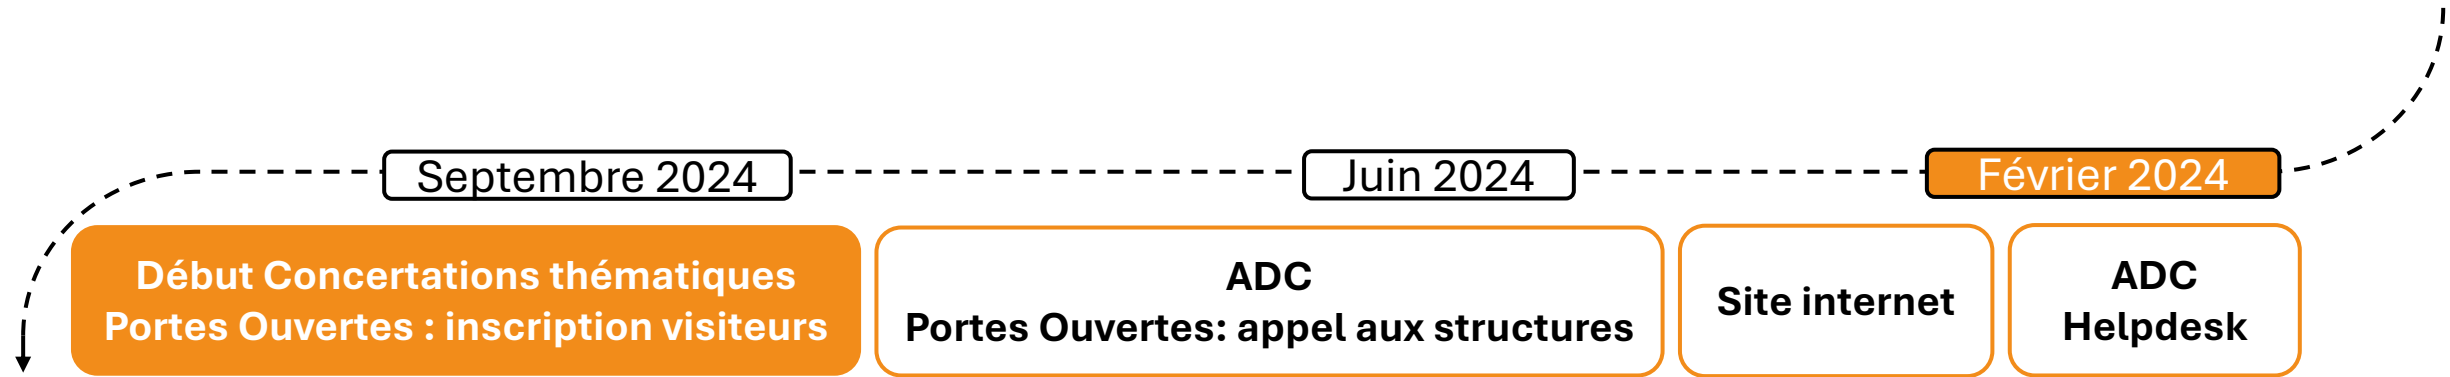 Septembre 2024
Juin 2024
Février 2024
Début Concertations thématiques
Portes Ouvertes : inscription visiteurs
ADC
Portes Ouvertes: appel aux structures
Site internet
ADC
Helpdesk